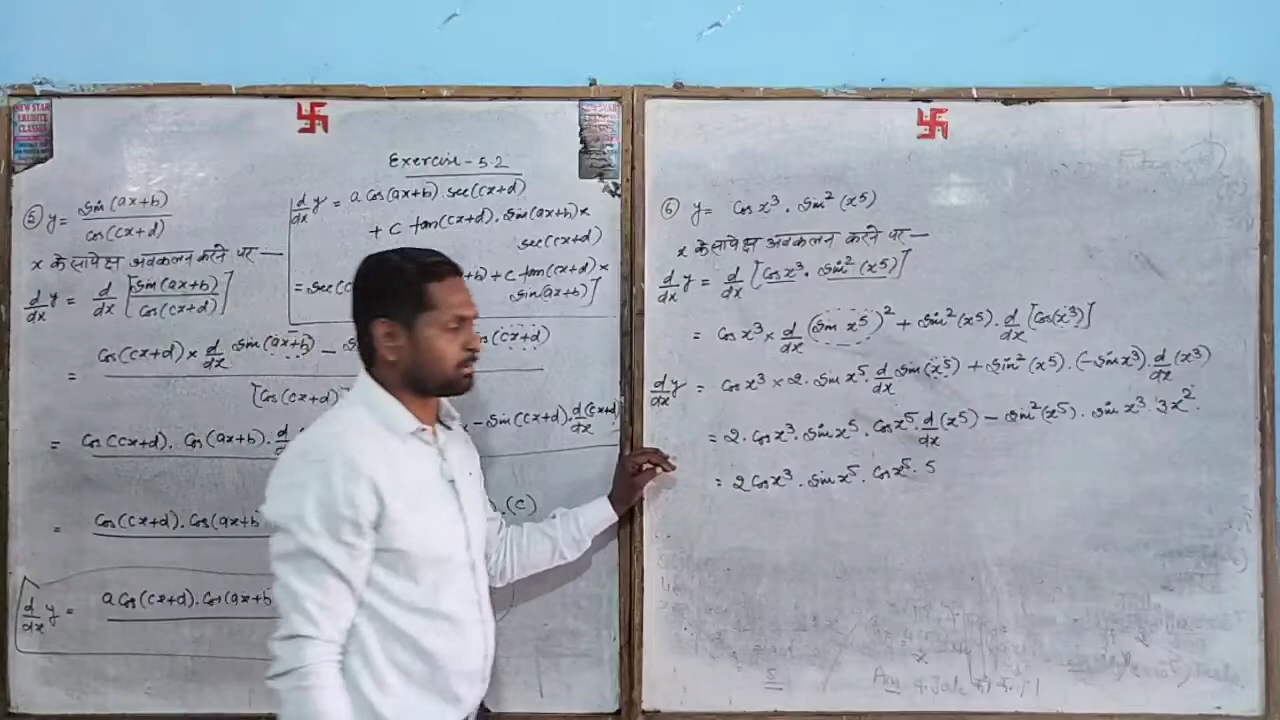 NEW STAR
CLASSES
Exercise - 5.2
⑤ y = Sin(ax+b) / Cos(cx+d)
x के सापेक्ष अवकलन करने पर —
d/dx y = d/dx [Sin(ax+b) / Cos(cx+d)]
= Cos(cx+d) × d/dx Sin(ax+b) − Cos(cx+d) / [Cos(cx+d)
= Cos(cx+d). Cos(ax+b). d/ × − Sin(cx+d). d(cx+d)/dx
= Cos(cx+d). Cos(ax+b ).(c)
d/dx y = a Cos(cx+d). Cos(ax+b
d/dx y = a Cos(ax+b). Sec(cx+d)
+ c tan(cx+d). Sin(ax+b) ×
Sec(cx+d)
= Sec(c +b) + c tan(cx+d) ×
Sin(ax+b)]
⑥ y = Cos x³ . Sin² (x⁵)
x के सापेक्ष अवकलन करने पर —
d/dx y = d/dx [Cos x³ . Sin² (x⁵)]
= Cos x³ × d/dx (Sin x⁵)² + Sin² (x⁵). d/dx [Cos(x³)]
d/dx y = Cos x³ × 2. Sin x⁵. d/dx Sin(x⁵) + Sin² (x⁵). (−Sin x³). d/dx (x³)
= 2. Cos x³. Sin x⁵. Cos x⁵. d/dx (x⁵) − Sin² (x⁵). Sin x³. 3x².
= 2 Cos x³ . Sin x⁵. Cos x⁵. 5